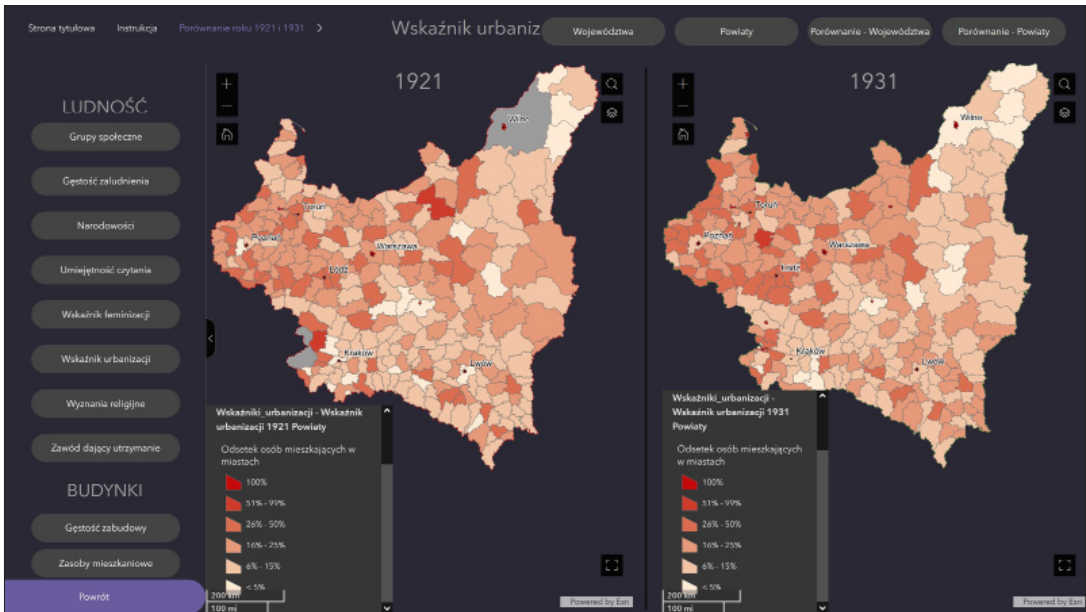 Strona tytułowa
Instrukcja
Porównanie roku 1921 i 1931
Wskaźnik urbaniz
Województwa
Powiaty
Porównanie - Województwa
Porównanie - Powiaty
LUDNOŚĆ
Grupy społeczne
Gęstość zaludnienia
Narodowości
Umiejętność czytania
Wskaźnik feminizacji
Wskaźnik urbanizacji
Wyznania religijne
Zawód dający utrzymanie
BUDYNKI
Gęstość zabudowy
Zasoby mieszkaniowe
Powrót
1921
Wilno
Toruń
Poznań
Warszawa
Łódź
Kraków
Lwów
Wskaźniki_urbanizacji - Wskaźnik
urbanizacji 1921 Powiaty
Odsetek osób mieszkających w
miastach
100%
51% - 99%
26% - 50%
16% - 25%
6% - 15%
< 5%
200 km
100 mi
Powered by Esri
1931
Wilno
Toruń
Poznań
Warszawa
Łódź
Kraków
Lwów
Wskaźniki_urbanizacji -
Wskaźnik urbanizacji 1931
Powiaty
Odsetek osób mieszkających
w miastach
100%
51% - 99%
26% - 50%
16% - 25%
6% - 15%
< 5%
200 km
100 mi
Powered by Esri